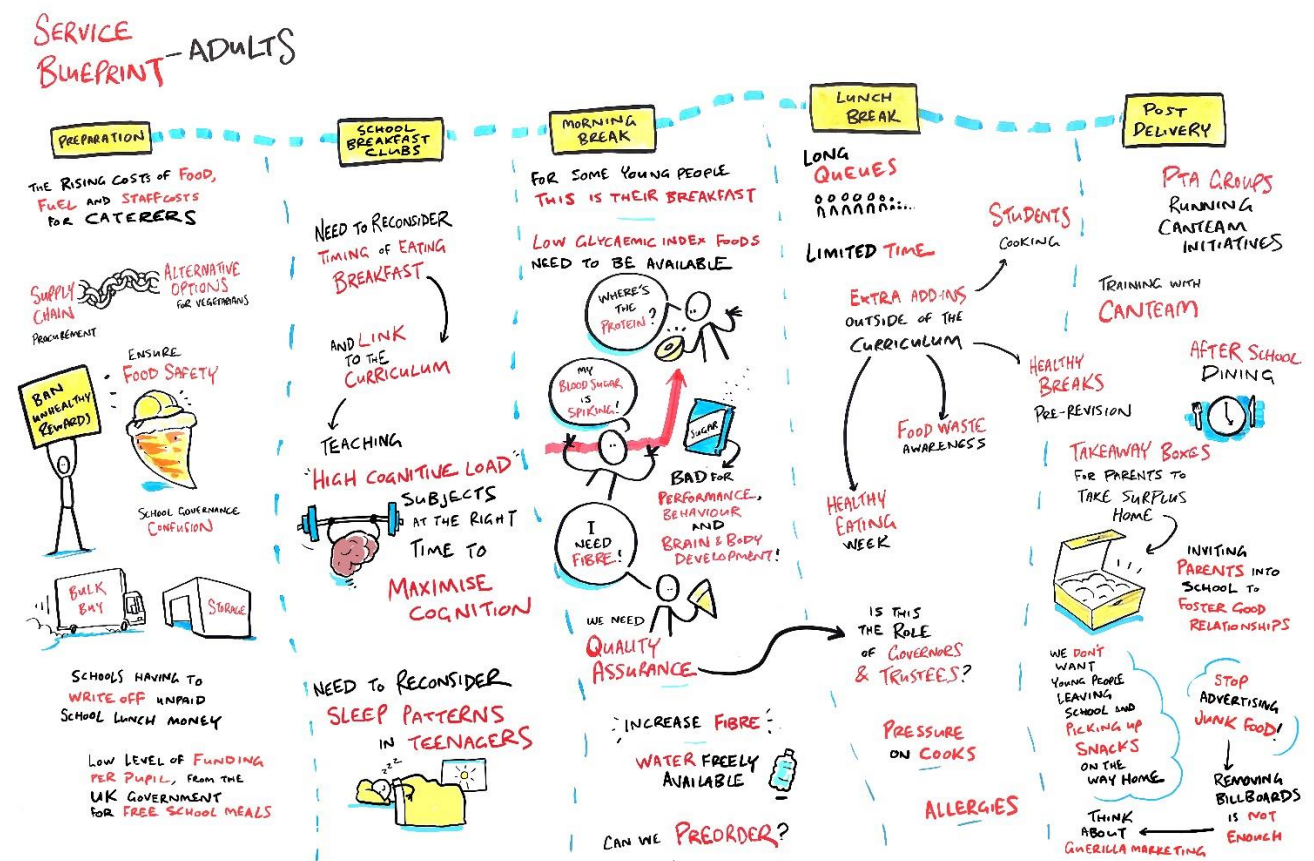 SERVICE
BLUEPRINT - ADULTS
PREPARATION
THE RISING COSTS OF FOOD,
FUEL AND STAFF COSTS
FOR CATERERS
SUPPLY
CHAIN
PROCUREMENT
ALTERNATIVE
OPTIONS
FOR VEGETARIANS
ENSURE
FOOD SAFETY
BAN
UNHEALTHY
REWARDS
SCHOOL GOVERNANCE
CONFUSION
BULK
BUY
STORAGE
SCHOOLS HAVING TO
WRITE OFF UNPAID
SCHOOL LUNCH MONEY
LOW LEVEL OF FUNDING
PER PUPIL, FROM THE
UK GOVERNMENT
FOR FREE SCHOOL MEALS
SCHOOL
BREAKFAST
CLUBS
NEED TO RECONSIDER
TIMING OF EATING
BREAKFAST
AND LINK
TO THE
CURRICULUM
TEACHING
"HIGH COGNITIVE LOAD"
SUBJECTS
AT THE RIGHT
TIME TO
MAXIMISE
COGNITION
NEED TO RECONSIDER
SLEEP PATTERNS
IN TEENAGERS
zzz
MORNING
BREAK
FOR SOME YOUNG PEOPLE
THIS IS THEIR BREAKFAST
LOW GLYCAEMIC INDEX FOODS
NEED TO BE AVAILABLE
WHERE'S
THE
PROTEIN?
MY
BLOOD SUGAR
IS
SPIKING!
SUGAR
BAD FOR
PERFORMANCE,
BEHAVIOUR
AND
BRAIN & BODY
DEVELOPMENT!
I
NEED
FIBRE!
WE NEED
QUALITY
ASSURANCE
INCREASE FIBRE
WATER FREELY
AVAILABLE
CAN WE PREORDER?
LUNCH
BREAK
LONG
QUEUES
LIMITED TIME
STUDENTS
COOKING
EXTRA ADD-INS
OUTSIDE OF THE
CURRICULUM
HEALTHY
BREAKS
PRE-REVISION
FOOD WASTE
AWARENESS
HEALTHY
EATING
WEEK
IS THIS
THE ROLE
OF GOVERNORS
& TRUSTEES?
PRESSURE
ON COOKS
ALLERGIES
POST
DELIVERY
PTA GROUPS
RUNNING
CANTEAM
INITIATIVES
TRAINING WITH
CANTEAM
AFTER SCHOOL
DINING
TAKEAWAY BOXES
FOR PARENTS TO
TAKE SURPLUS
HOME
INVITING
PARENTS INTO
SCHOOL TO
FOSTER GOOD
RELATIONSHIPS
WE DON'T
WANT
YOUNG PEOPLE
LEAVING
SCHOOL AND
PICKING UP
SNACKS
ON THE
WAY HOME
STOP
ADVERTISING
JUNK FOOD!
REMOVING
BILLBOARDS
IS NOT
ENOUGH
THINK
ABOUT
GUERILLA MARKETING